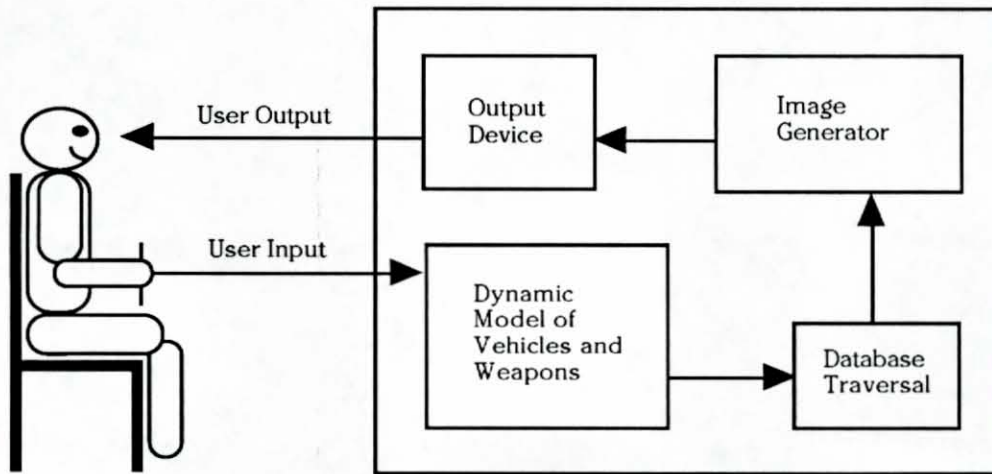 User Output
Output
Device
Image
Generator
User Input
Dynamic
Model of
Vehicles and
Weapons
Database
Traversal